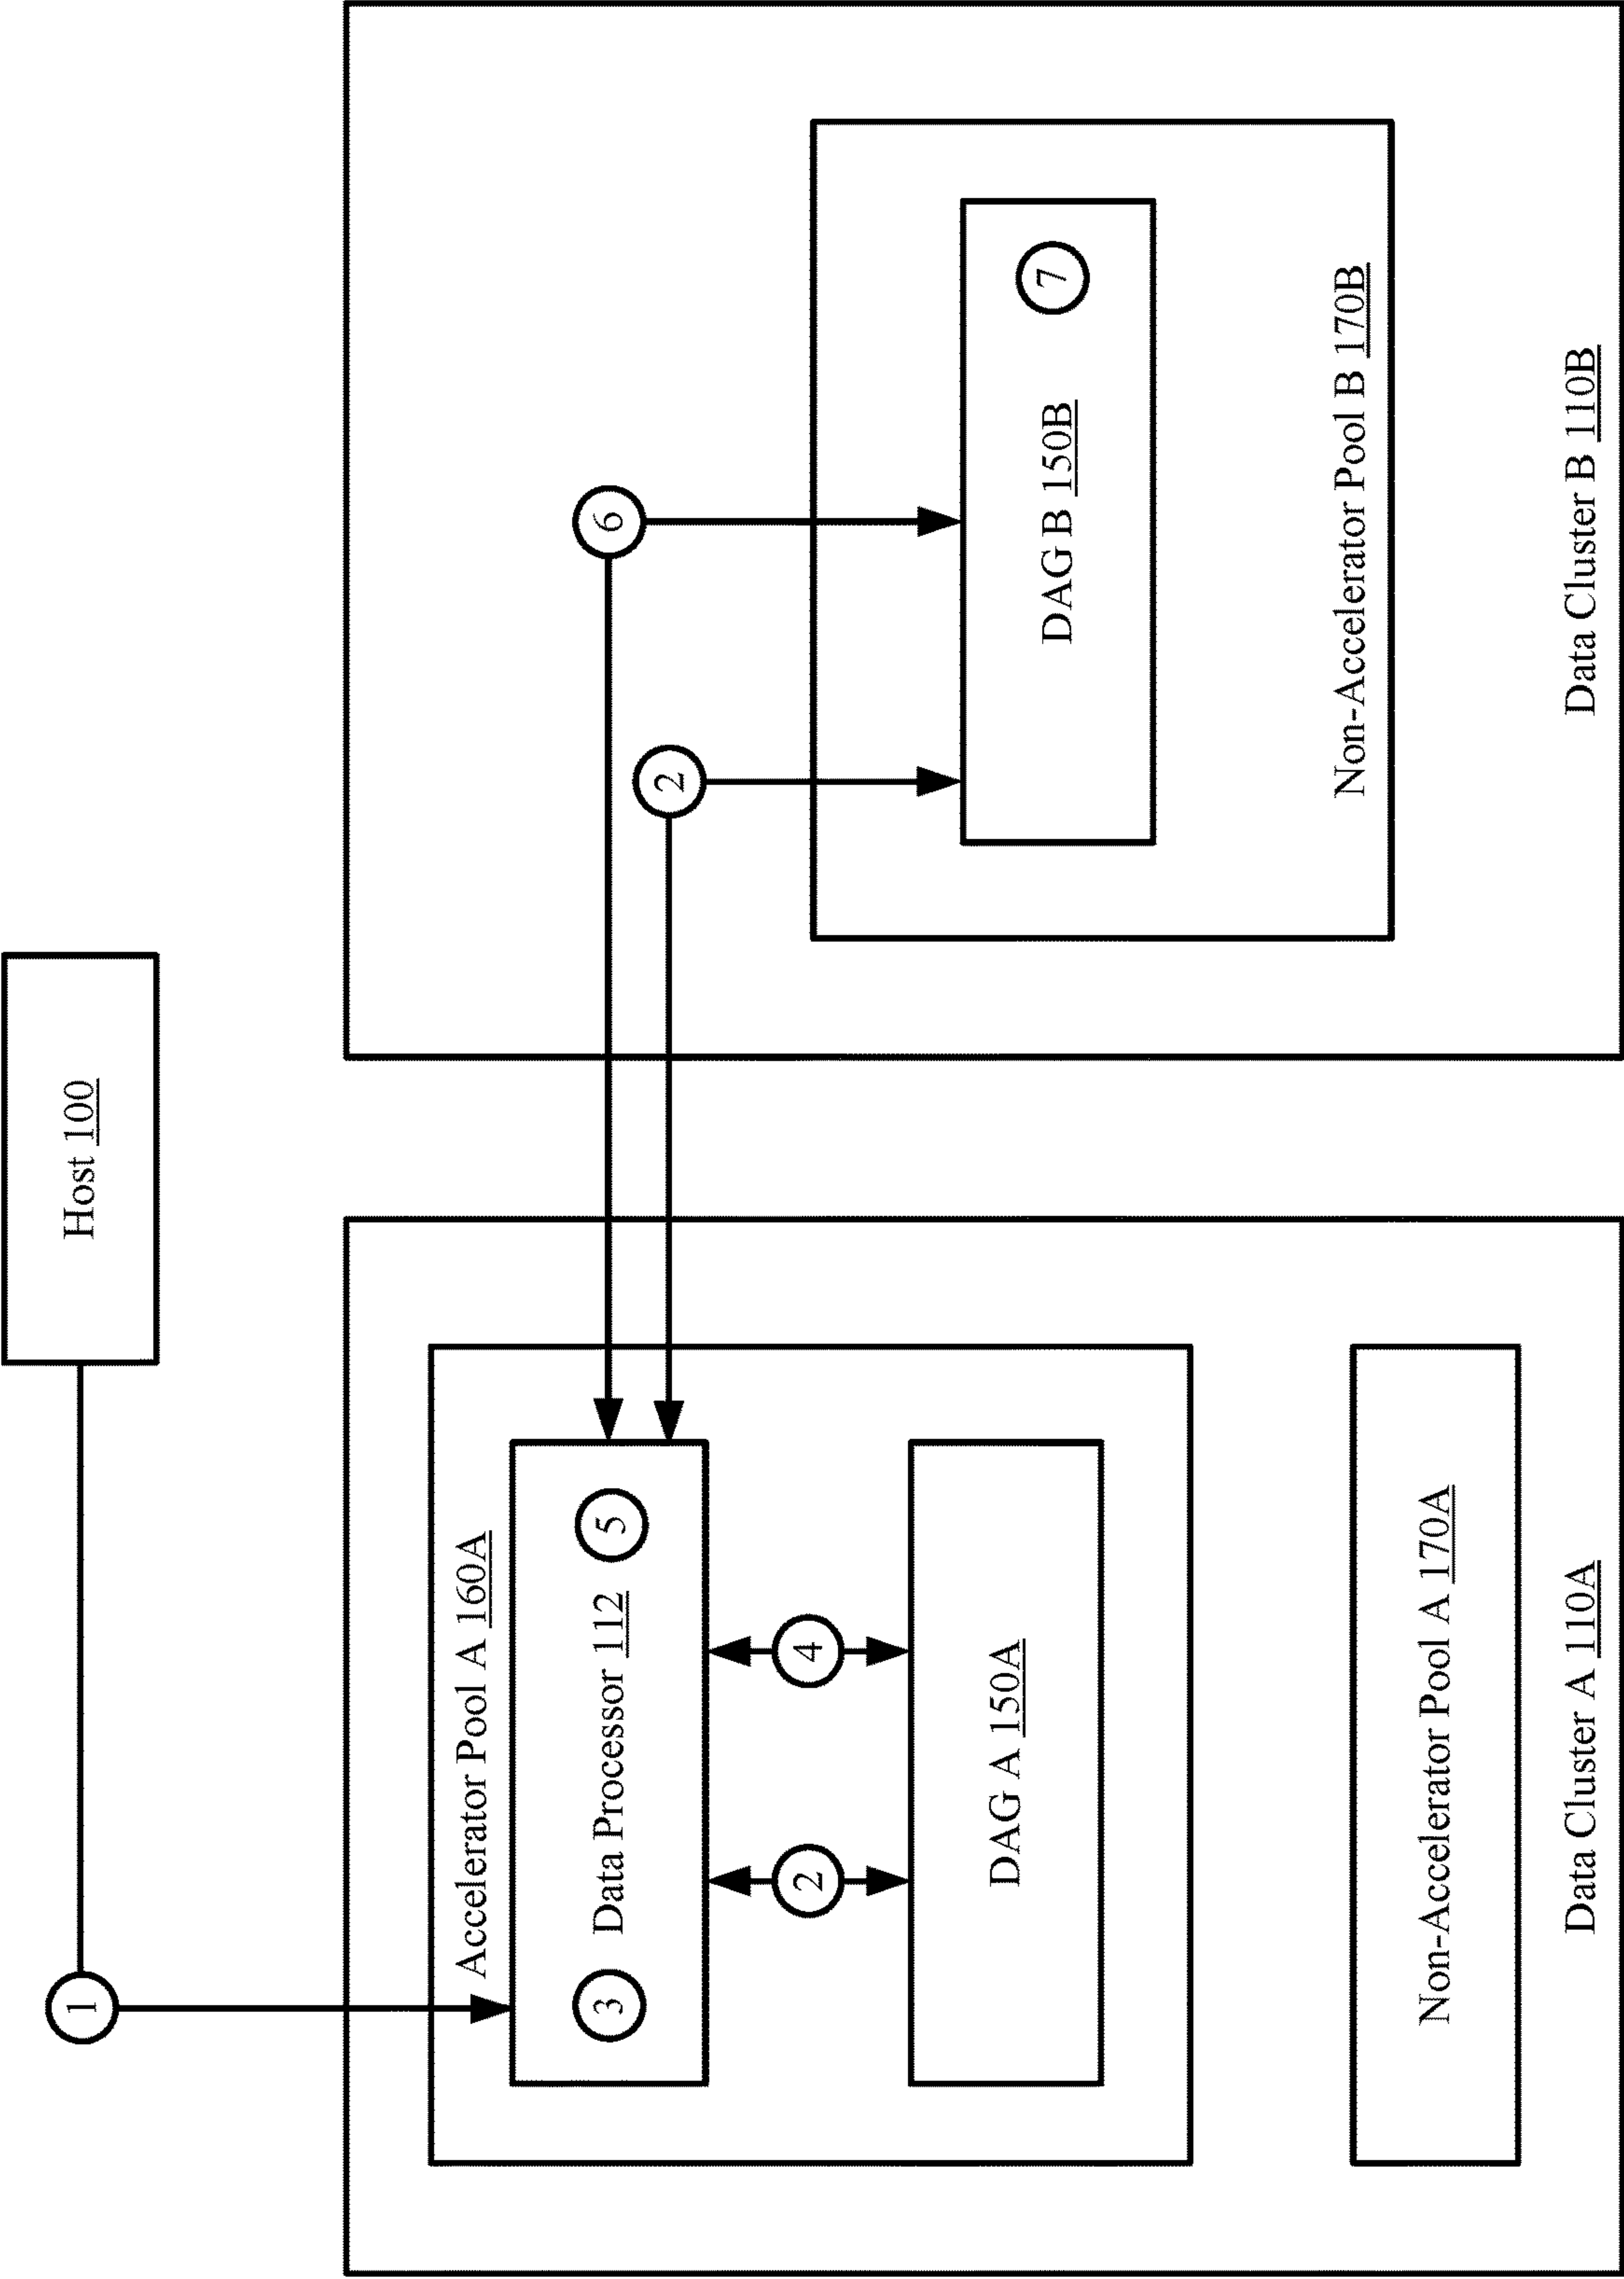 Host 100
1
Accelerator Pool A 160A
3
Data Processor 112
5
2
4
DAG A 150A
Non-Accelerator Pool A 170A
Data Cluster A 110A
6
2
DAG B 150B
7
Non-Accelerator Pool B 170B
Data Cluster B 110B